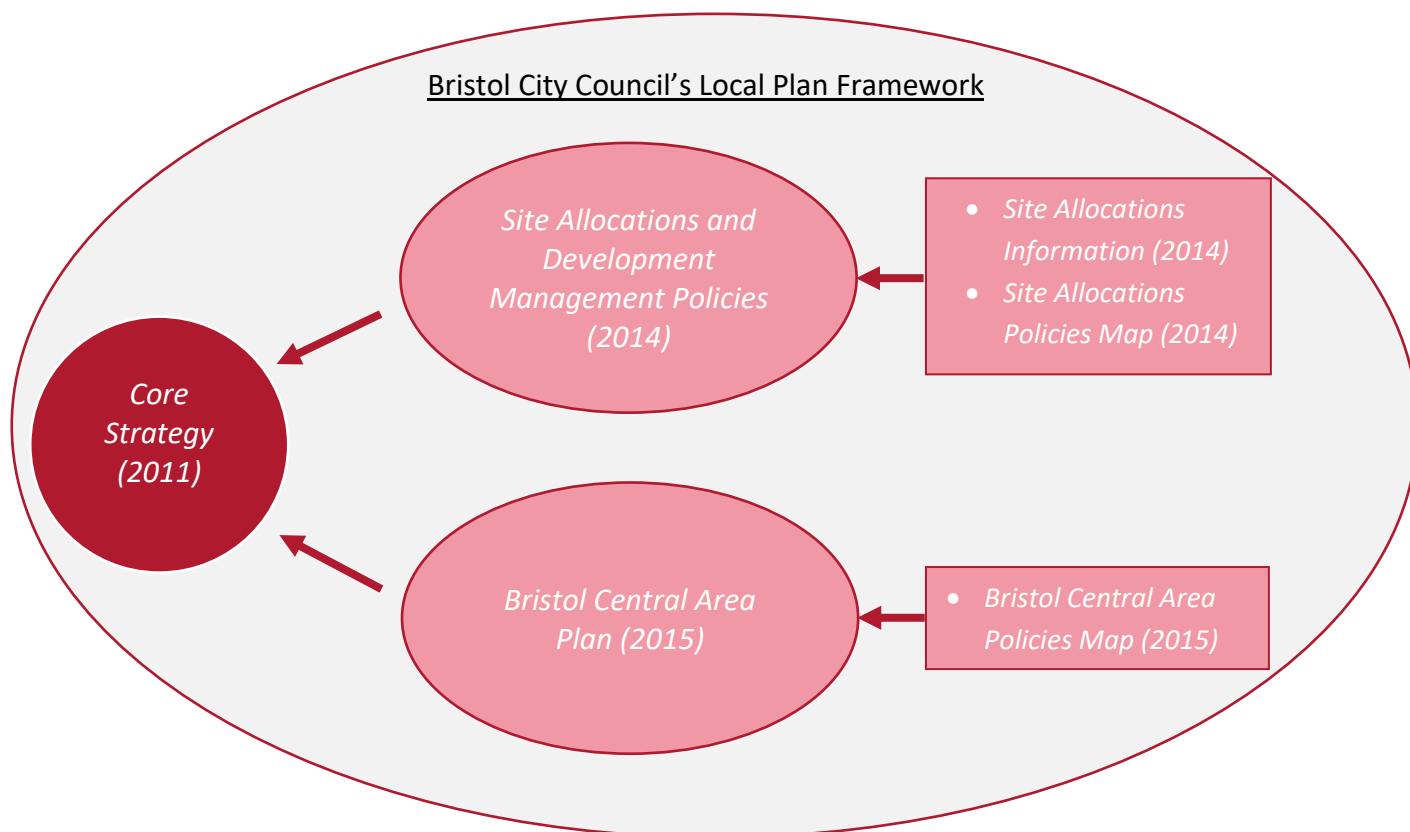 Bristol City Council’s Local Plan Framework
Site Allocations and
Development
Management Policies
(2014)
• Site Allocations
Information (2014)
• Site Allocations
Policies Map (2014)
Core
Strategy
(2011)
Bristol Central Area
Plan (2015)
• Bristol Central Area
Policies Map (2015)